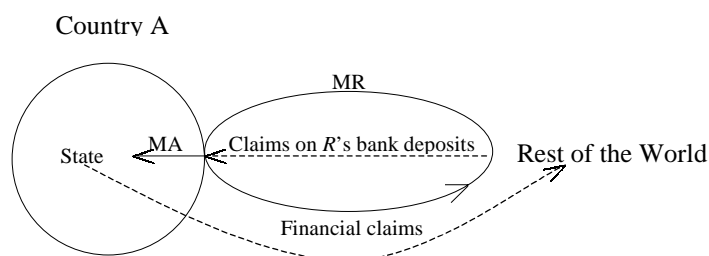 Country A
MR
MA
Claims on R's bank deposits
State
Rest of the World
Financial claims